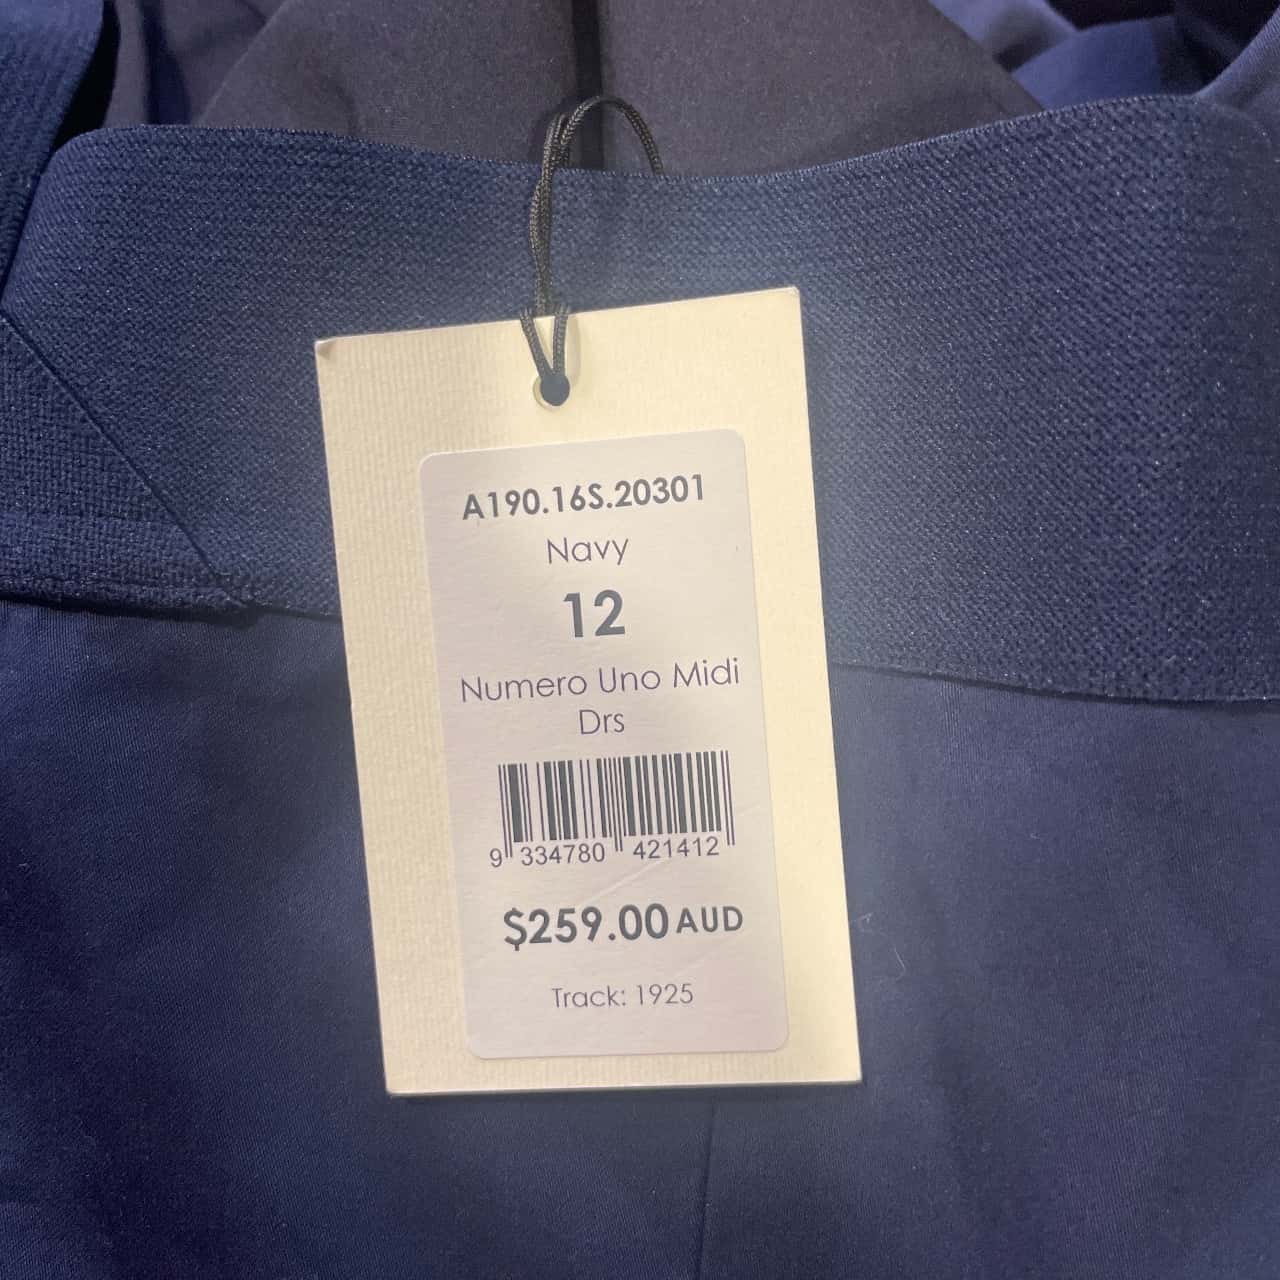 A190.16S.20301
Navy
12
Numero Uno Midi
Drs
9 334780 421412
$259.00 AUD
Track: 1925